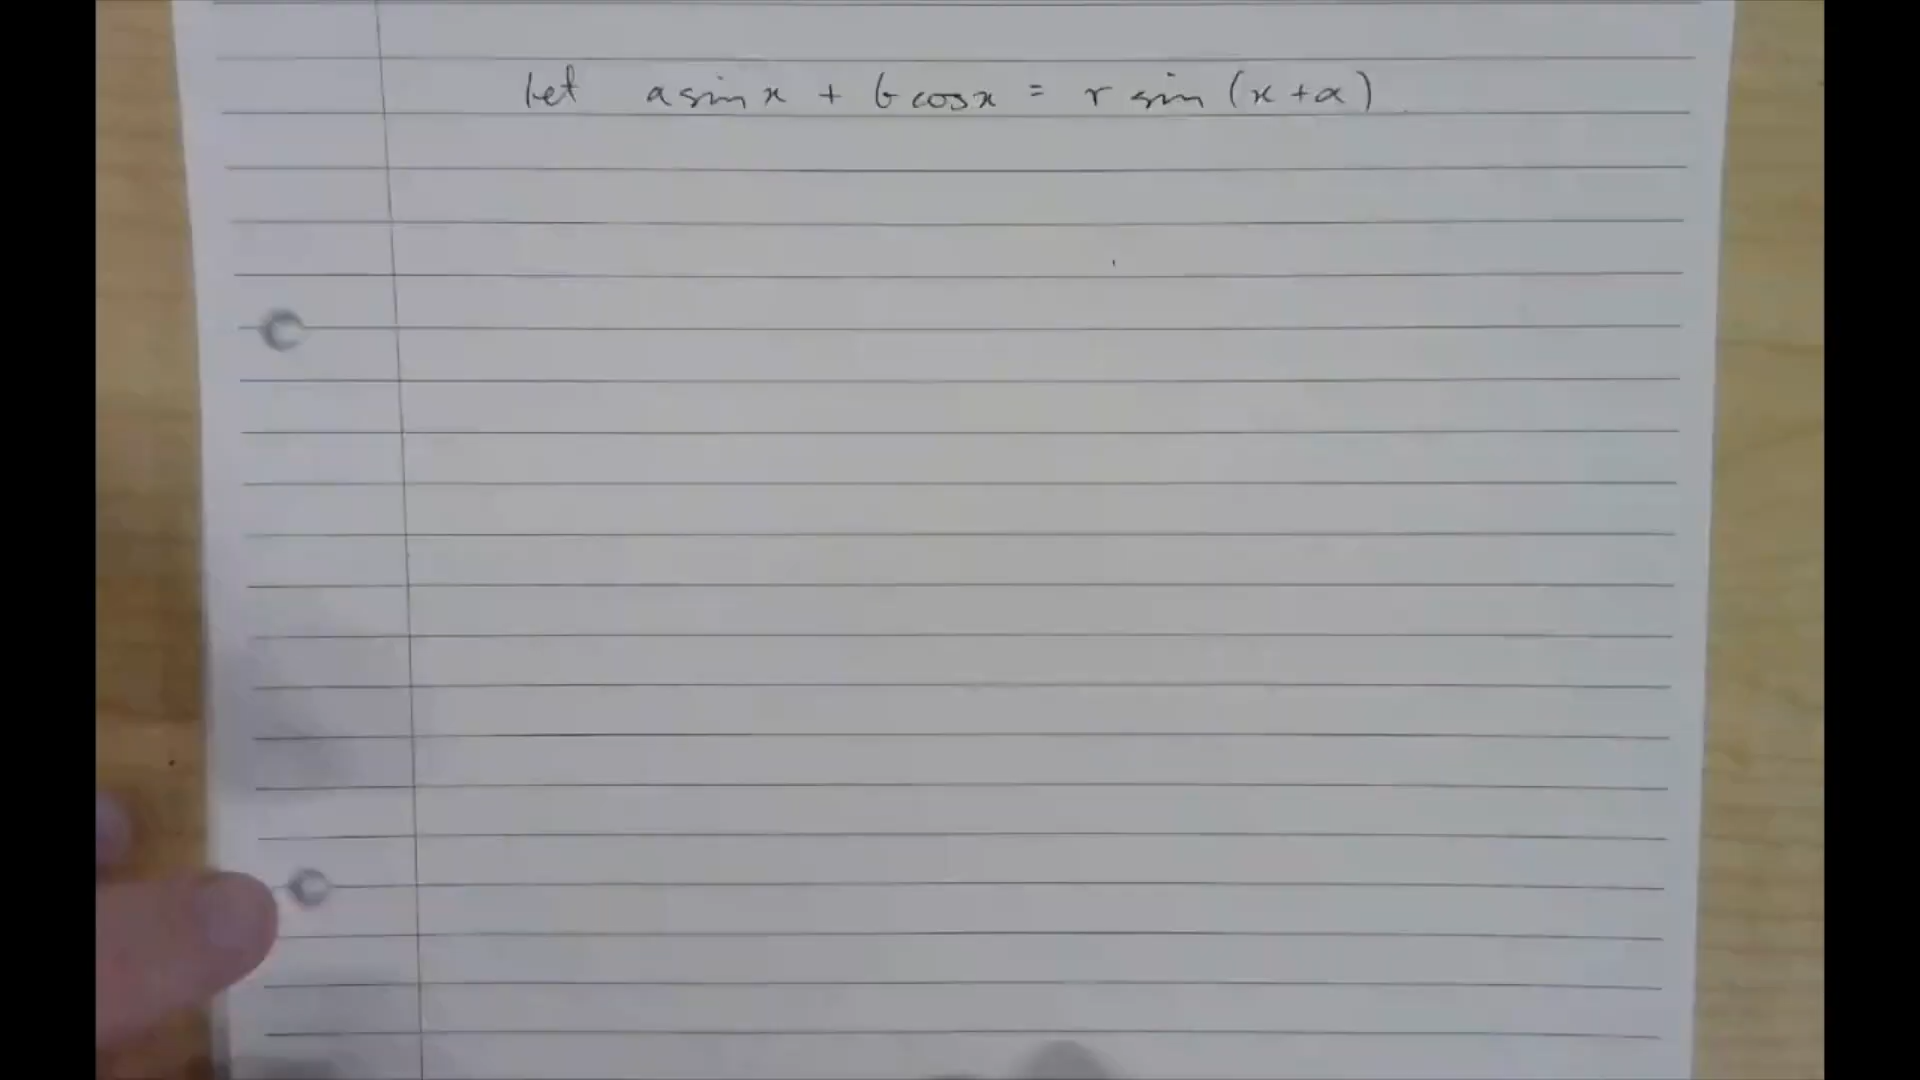 Let a sin x + b cos x = r sin (x + α)